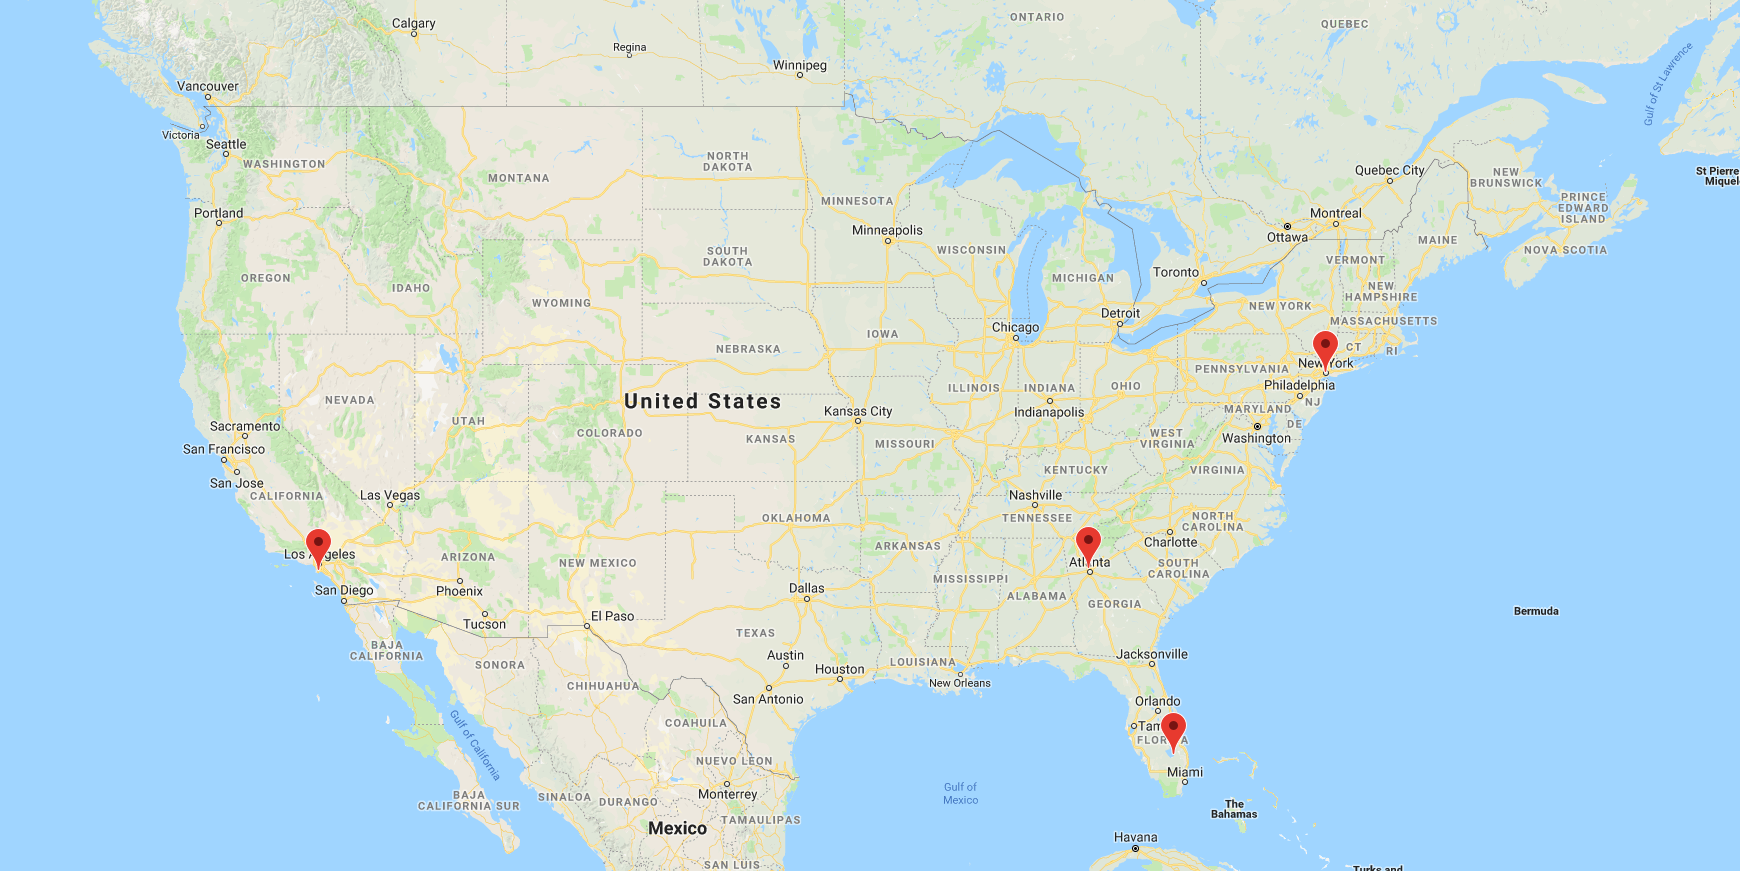 Calgary
ONTARIO
QUEBEC
Regina
Winnipeg
Vancouver
Gulf of St Lawrence
Victoria
Seattle
WASHINGTON
NORTH
DAKOTA
MONTANA
Quebec City
NEW
BRUNSWICK
St Pierre
Miquel
PRINCE
EDWARD
ISLAND
MINNESOTA
Portland
Montreal
Minneapolis
Ottawa
MAINE
WISCONSIN
NOVA SCOTIA
SOUTH
DAKOTA
VERMONT
Toronto
MICHIGAN
OREGON
IDAHO
NEW
HAMPSHIRE
WYOMING
NEW YORK
Detroit
MASSACHUSETTS
Chicago
IOWA
NEBRASKA
CT
RI
New York
PENNSYLVANIA
Philadelphia
ILLINOIS
INDIANA
OHIO
NEVADA
United States
NJ
Kansas City
Indianapolis
MARYLAND
UTAH
Sacramento
DE
COLORADO
KANSAS
MISSOURI
WEST
VIRGINIA
Washington
San Francisco
KENTUCKY
VIRGINIA
San Jose
CALIFORNIA
Las Vegas
Nashville
OKLAHOMA
TENNESSEE
NORTH
CAROLINA
Charlotte
ARKANSAS
Los Angeles
ARIZONA
NEW MEXICO
Atlanta
SOUTH
CAROLINA
MISSISSIPPI
San Diego
Phoenix
Dallas
ALABAMA
GEORGIA
Bermuda
El Paso
Tucson
TEXAS
BAJA
CALIFORNIA
Austin
Jacksonville
SONORA
LOUISIANA
Houston
New Orleans
CHIHUAHUA
San Antonio
Orlando
COAHUILA
Tam
FLORIDA
Gulf of California
NUEVO LEON
Miami
Gulf of
Mexico
Monterrey
BAJA
CALIFORNIA SUR
SINALOA
DURANGO
The
Bahamas
TAMAULIPAS
Mexico
Havana
SAN LUIS
Turks and